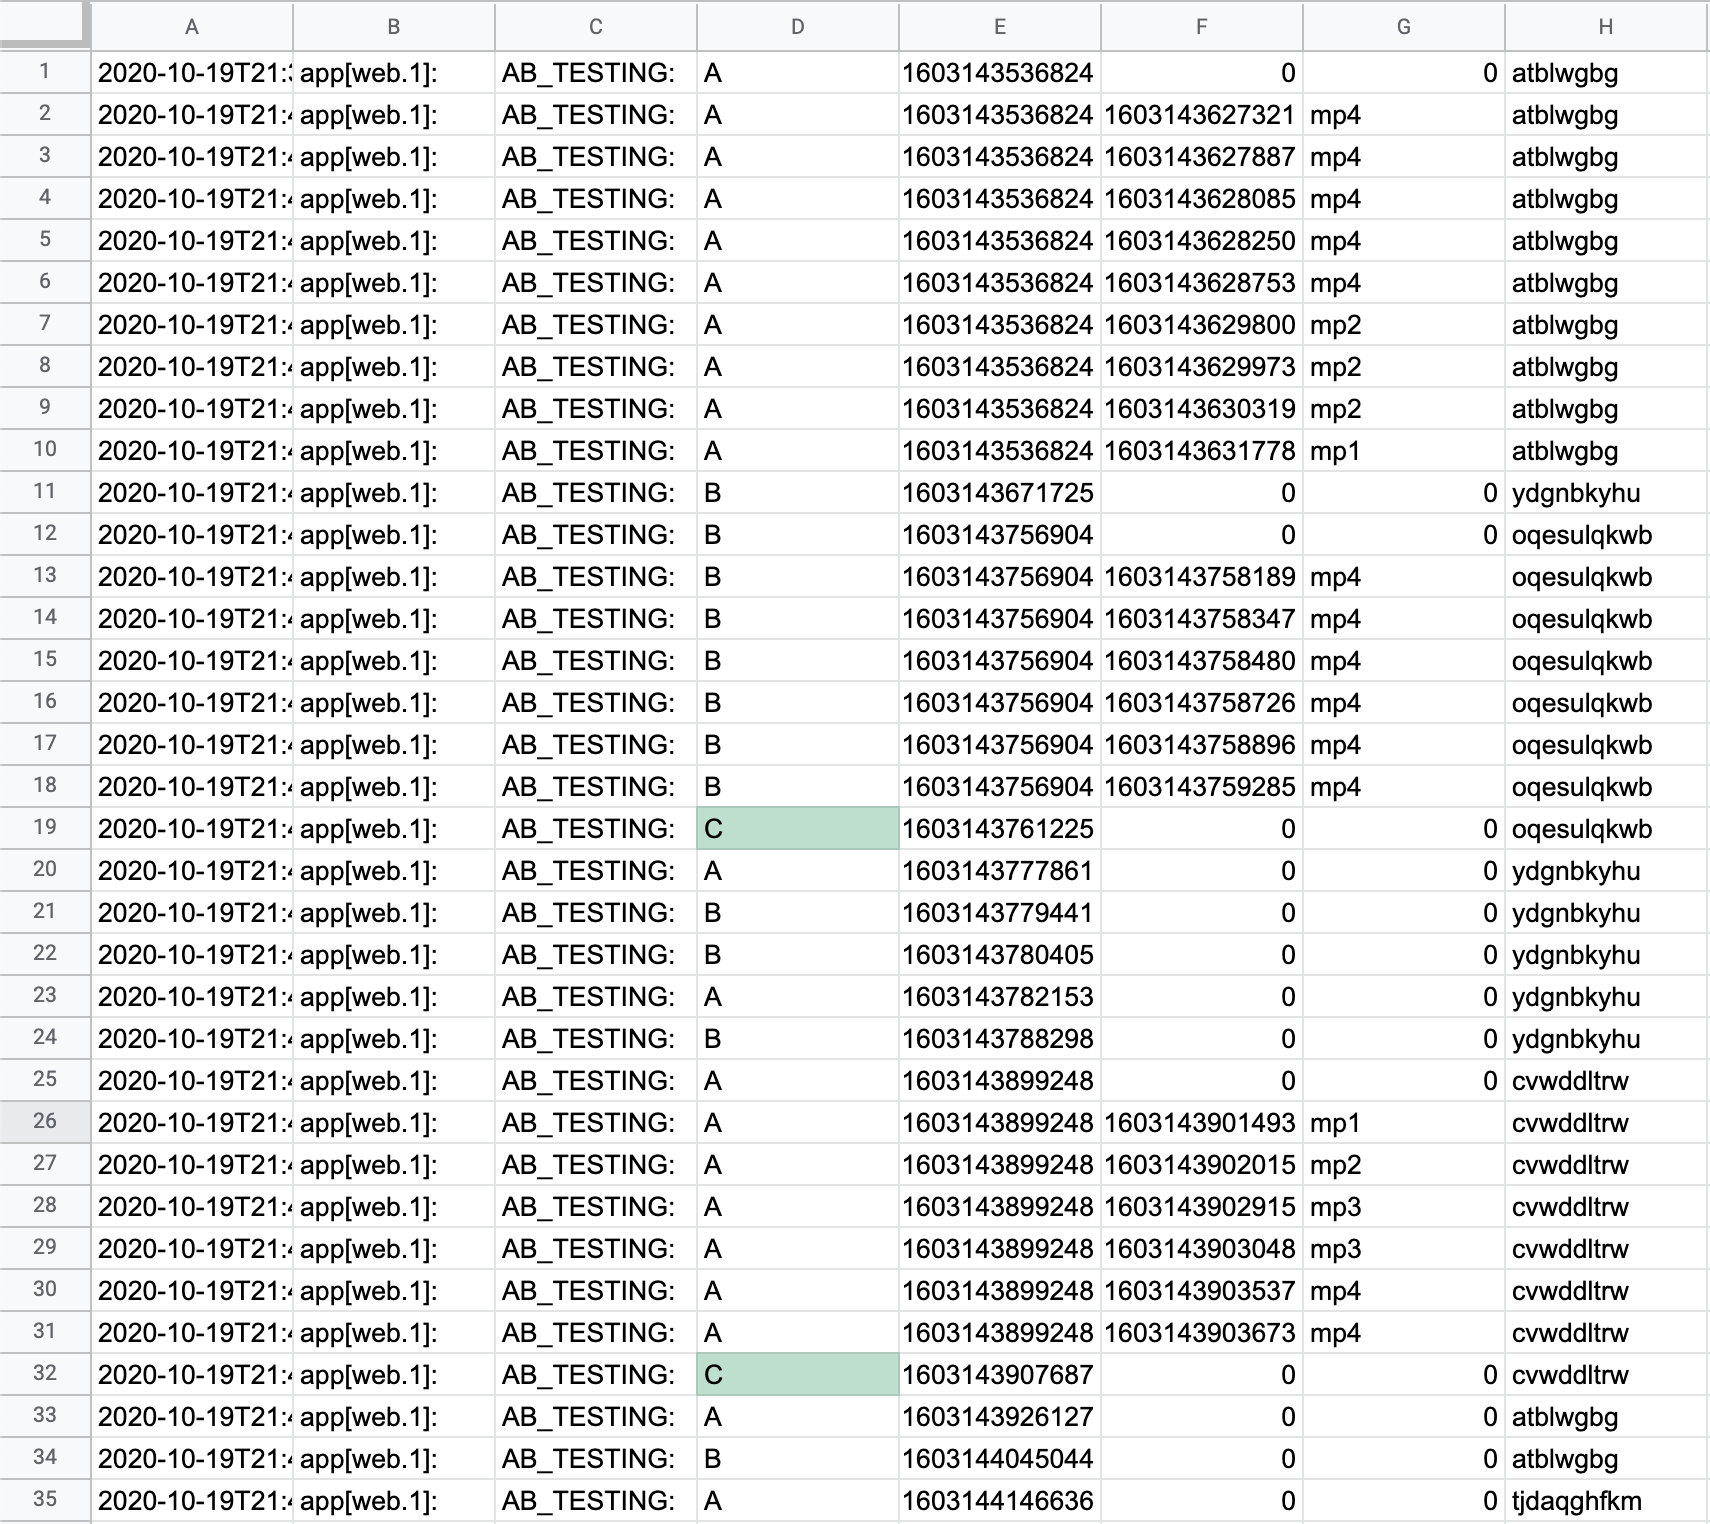 A B C D E F G H
1 2020-10-19T21: app[web.1]: AB_TESTING: A 1603143536824 0 0 atblwgbg
2 2020-10-19T21:4 app[web.1]: AB_TESTING: A 1603143536824 1603143627321 mp4 atblwgbg
3 2020-10-19T21:4 app[web.1]: AB_TESTING: A 1603143536824 1603143627887 mp4 atblwgbg
4 2020-10-19T21:4 app[web.1]: AB_TESTING: A 1603143536824 1603143628085 mp4 atblwgbg
5 2020-10-19T21:4 app[web.1]: AB_TESTING: A 1603143536824 1603143628250 mp4 atblwgbg
6 2020-10-19T21:4 app[web.1]: AB_TESTING: A 1603143536824 1603143628753 mp4 atblwgbg
7 2020-10-19T21:4 app[web.1]: AB_TESTING: A 1603143536824 1603143629800 mp2 atblwgbg
8 2020-10-19T21:4 app[web.1]: AB_TESTING: A 1603143536824 1603143629973 mp2 atblwgbg
9 2020-10-19T21:4 app[web.1]: AB_TESTING: A 1603143536824 1603143630319 mp2 atblwgbg
10 2020-10-19T21:4 app[web.1]: AB_TESTING: A 1603143536824 1603143631778 mp1 atblwgbg
11 2020-10-19T21:4 app[web.1]: AB_TESTING: B 1603143671725 0 0 ydgnbkyhu
12 2020-10-19T21:4 app[web.1]: AB_TESTING: B 1603143756904 0 0 oqesulqkwb
13 2020-10-19T21:4 app[web.1]: AB_TESTING: B 1603143756904 1603143758189 mp4 oqesulqkwb
14 2020-10-19T21:4 app[web.1]: AB_TESTING: B 1603143756904 1603143758347 mp4 oqesulqkwb
15 2020-10-19T21:4 app[web.1]: AB_TESTING: B 1603143756904 1603143758480 mp4 oqesulqkwb
16 2020-10-19T21:4 app[web.1]: AB_TESTING: B 1603143756904 1603143758726 mp4 oqesulqkwb
17 2020-10-19T21:4 app[web.1]: AB_TESTING: B 1603143756904 1603143758896 mp4 oqesulqkwb
18 2020-10-19T21:4 app[web.1]: AB_TESTING: B 1603143756904 1603143759285 mp4 oqesulqkwb
19 2020-10-19T21:4 app[web.1]: AB_TESTING: C 1603143761225 0 0 oqesulqkwb
20 2020-10-19T21:4 app[web.1]: AB_TESTING: A 1603143777861 0 0 ydgnbkyhu
21 2020-10-19T21:4 app[web.1]: AB_TESTING: B 1603143779441 0 0 ydgnbkyhu
22 2020-10-19T21:4 app[web.1]: AB_TESTING: B 1603143780405 0 0 ydgnbkyhu
23 2020-10-19T21:4 app[web.1]: AB_TESTING: A 1603143782153 0 0 ydgnbkyhu
24 2020-10-19T21:4 app[web.1]: AB_TESTING: B 1603143788298 0 0 ydgnbkyhu
25 2020-10-19T21:4 app[web.1]: AB_TESTING: A 1603143899248 0 0 cvwddltrw
26 2020-10-19T21:4 app[web.1]: AB_TESTING: A 1603143899248 1603143901493 mp1 cvwddltrw
27 2020-10-19T21:4 app[web.1]: AB_TESTING: A 1603143899248 1603143902015 mp2 cvwddltrw
28 2020-10-19T21:4 app[web.1]: AB_TESTING: A 1603143899248 1603143902915 mp3 cvwddltrw
29 2020-10-19T21:4 app[web.1]: AB_TESTING: A 1603143899248 1603143903048 mp3 cvwddltrw
30 2020-10-19T21:4 app[web.1]: AB_TESTING: A 1603143899248 1603143903537 mp4 cvwddltrw
31 2020-10-19T21:4 app[web.1]: AB_TESTING: A 1603143899248 1603143903673 mp4 cvwddltrw
32 2020-10-19T21:4 app[web.1]: AB_TESTING: C 1603143907687 0 0 cvwddltrw
33 2020-10-19T21:4 app[web.1]: AB_TESTING: A 1603143926127 0 0 atblwgbg
34 2020-10-19T21:4 app[web.1]: AB_TESTING: B 1603144045044 0 0 atblwgbg
35 2020-10-19T21:4 app[web.1]: AB_TESTING: A 1603144146636 0 0 tjdaqghfkm